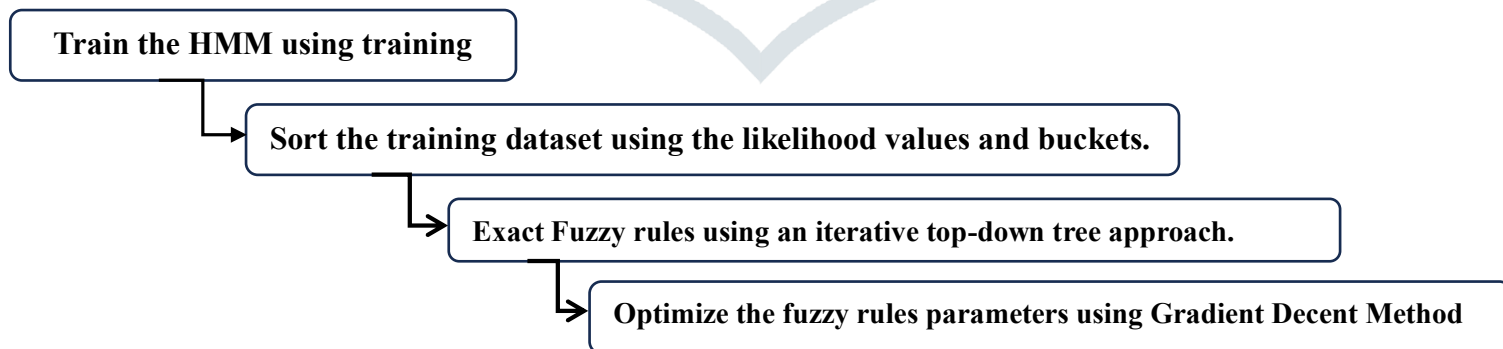 Train the HMM using training
Sort the training dataset using the likelihood values and buckets.
Exact Fuzzy rules using an iterative top-down tree approach.
Optimize the fuzzy rules parameters using Gradient Decent Method